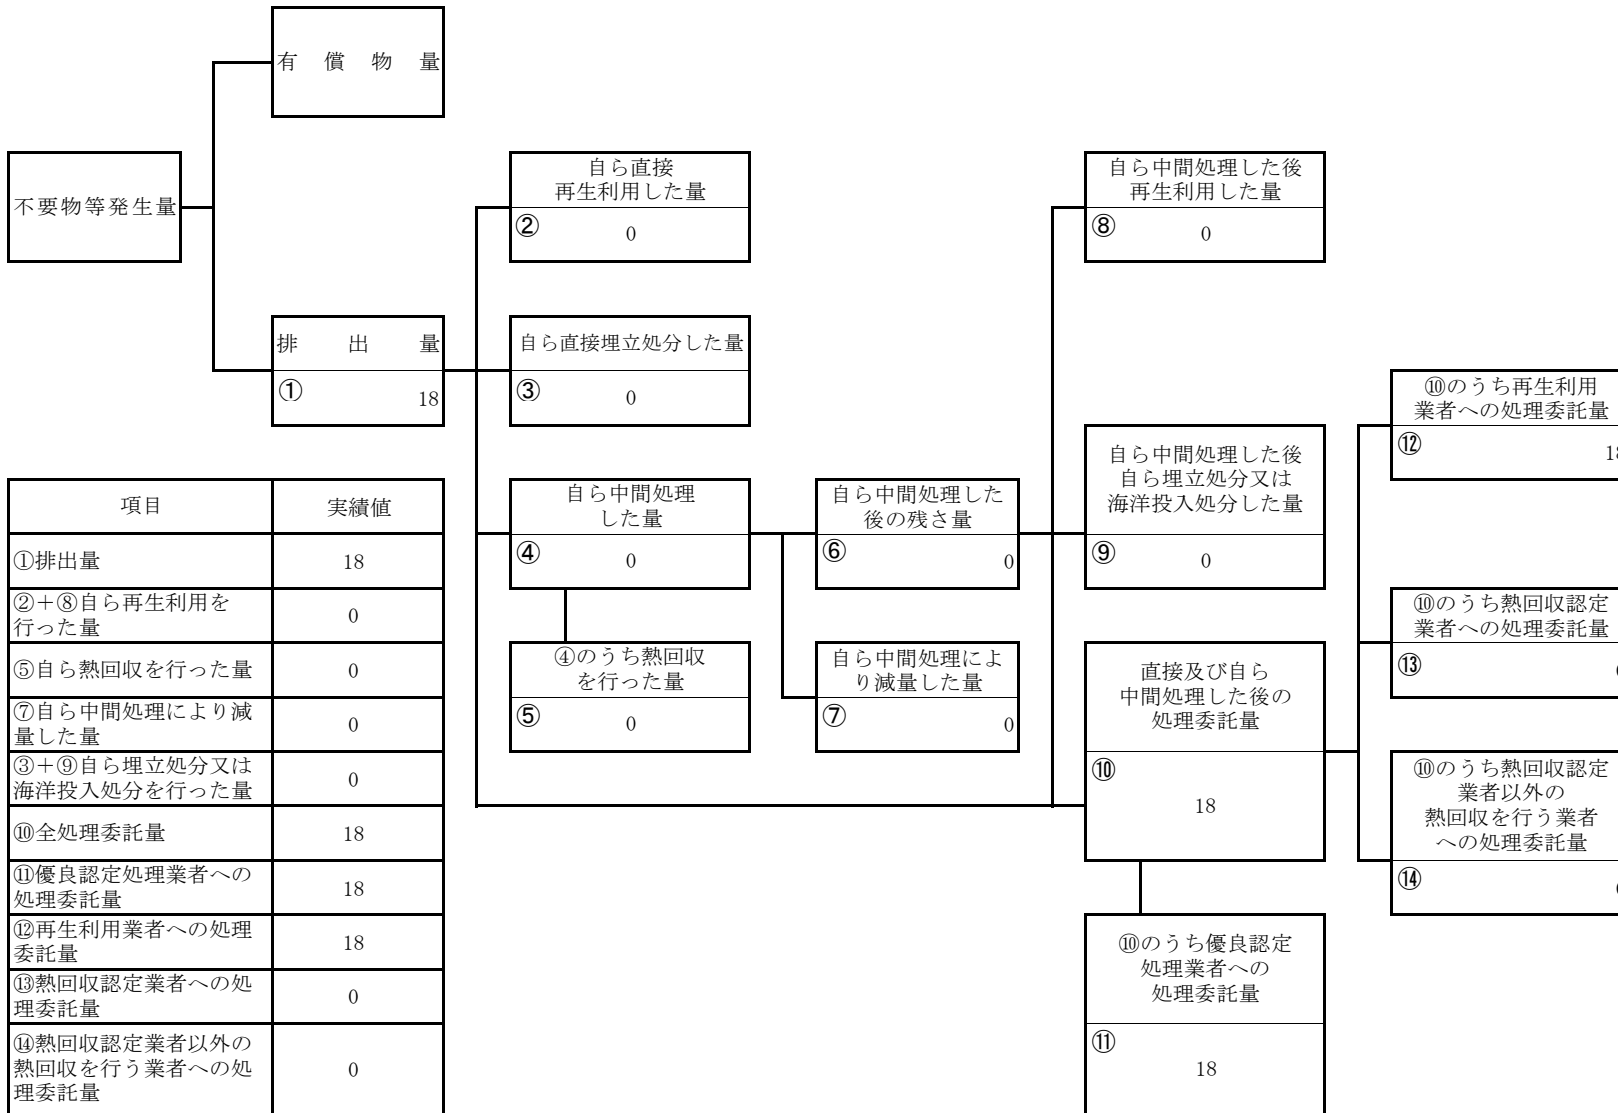 有償物量
不要物等発生量
排出量
①
18
自ら直接
再生利用した量
②
0
自ら直接埋立処分した量
③
0
自ら中間処理
した量
④
0
④のうち熱回収
を行った量
⑤
0
自ら中間処理した
後の残さ量
⑥
0
自ら中間処理によ
り減量した量
⑦
0
自ら中間処理した後
再生利用した量
⑧
0
自ら中間処理した後
自ら埋立処分又は
海洋投入処分した量
⑨
0
直接及び自ら
中間処理した後の
処理委託量
⑩
18
⑩のうち優良認定
処理業者への
処理委託量
⑪
18
⑩のうち再生利用
業者への処理委託量
⑫
⑩のうち熱回収認定
業者への処理委託量
⑬
⑩のうち熱回収認定
業者以外の
熱回収を行う業者
への処理委託量
⑭
項目 実績値
①排出量 18
②+⑧自ら再生利用を
行った量 0
⑤自ら熱回収を行った量 0
⑦自ら中間処理により減
量した量 0
③+⑨自ら埋立処分又は
海洋投入処分を行った量 0
⑩全処理委託量 18
⑪優良認定処理業者への
処理委託量 18
⑫再生利用業者への処理
委託量 18
⑬熱回収認定業者への処
理委託量 0
⑭熱回収認定業者以外の
熱回収を行う業者への処
理委託量 0